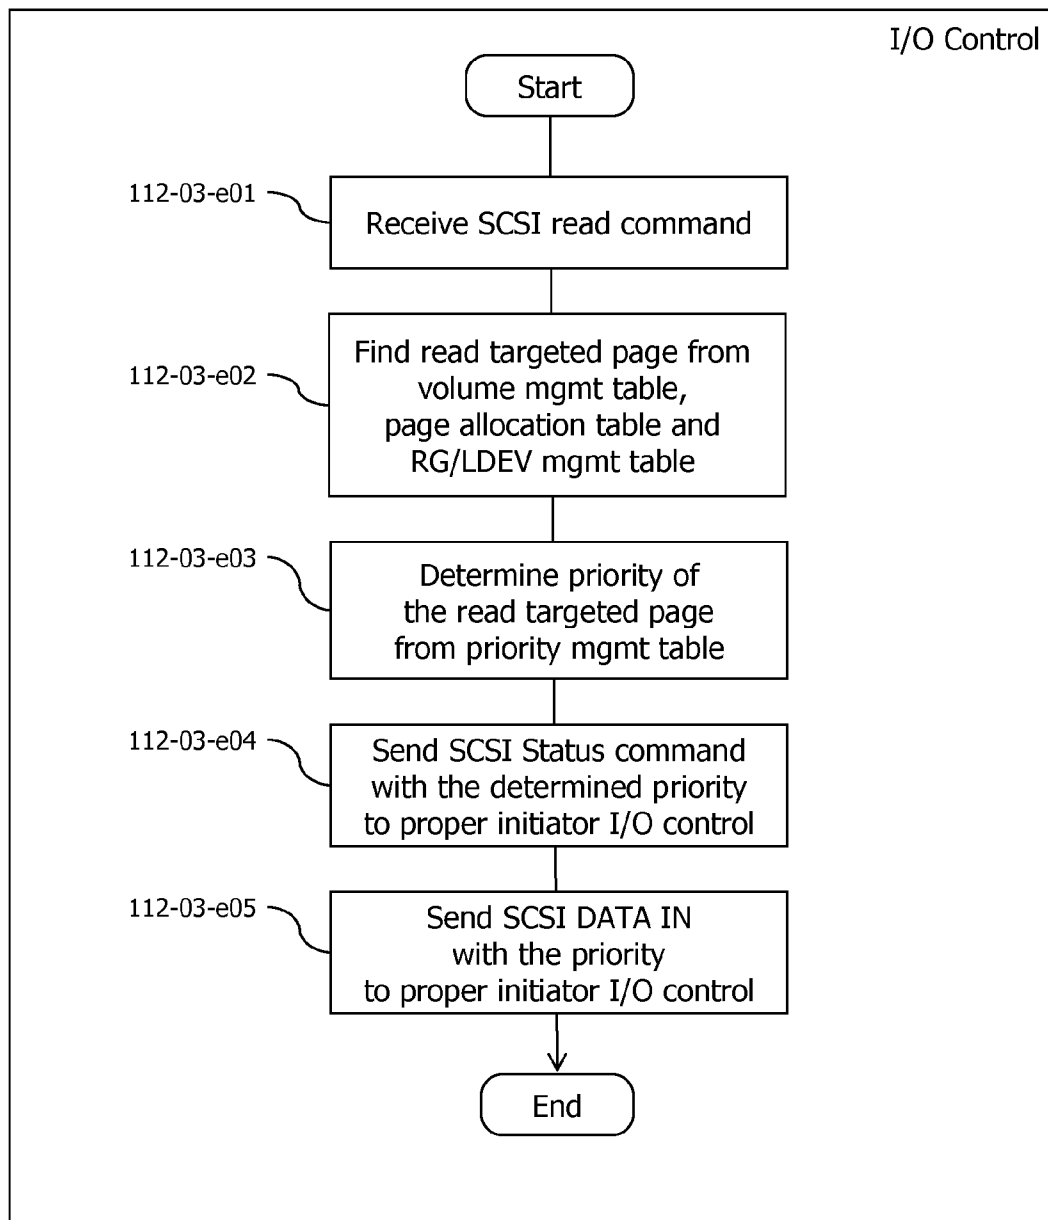 I/O Control
Start
112-03-e01
Receive SCSI read command
112-03-e02
Find read targeted page from
volume mgmt table,
page allocation table and
RG/LDEV mgmt table
112-03-e03
Determine priority of
the read targeted page
from priority mgmt table
112-03-e04
Send SCSI Status command
with the determined priority
to proper initiator I/O control
112-03-e05
Send SCSI DATA IN
with the priority
to proper initiator I/O control
End